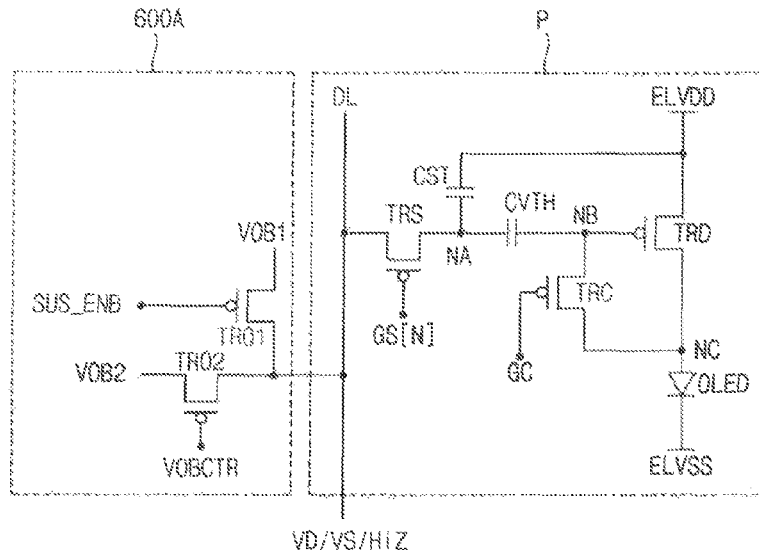 600A
P
DL
ELVDD
CST
TRS
CVTH
NB
VOB1
NA
TRD
SUS_ENB
TRC
TRO1
GS[N]
TRO2
NC
VOB2
GC
OLED
VOBCTR
ELVSS
VD/VS/HiZ